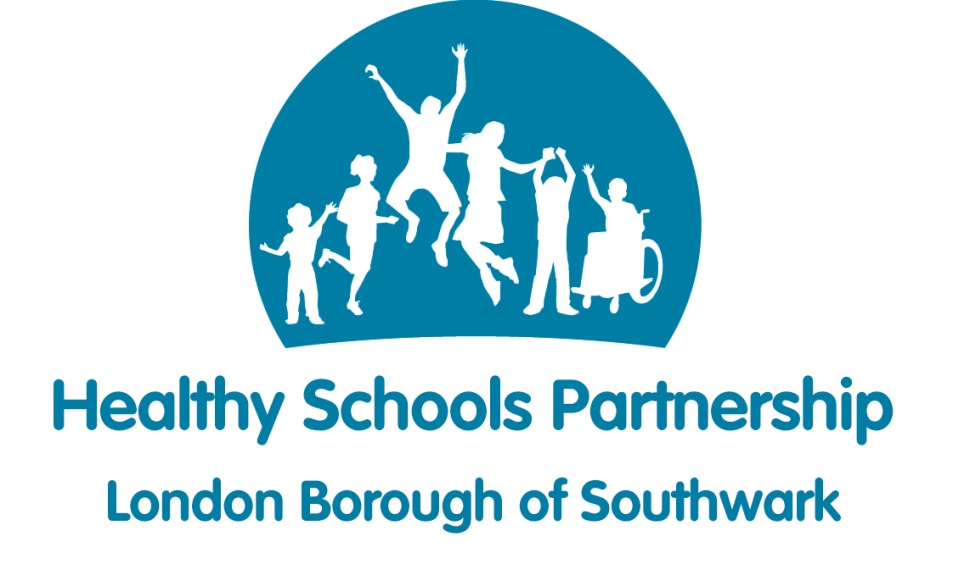 Healthy Schools Partnership
London Borough of Southwark